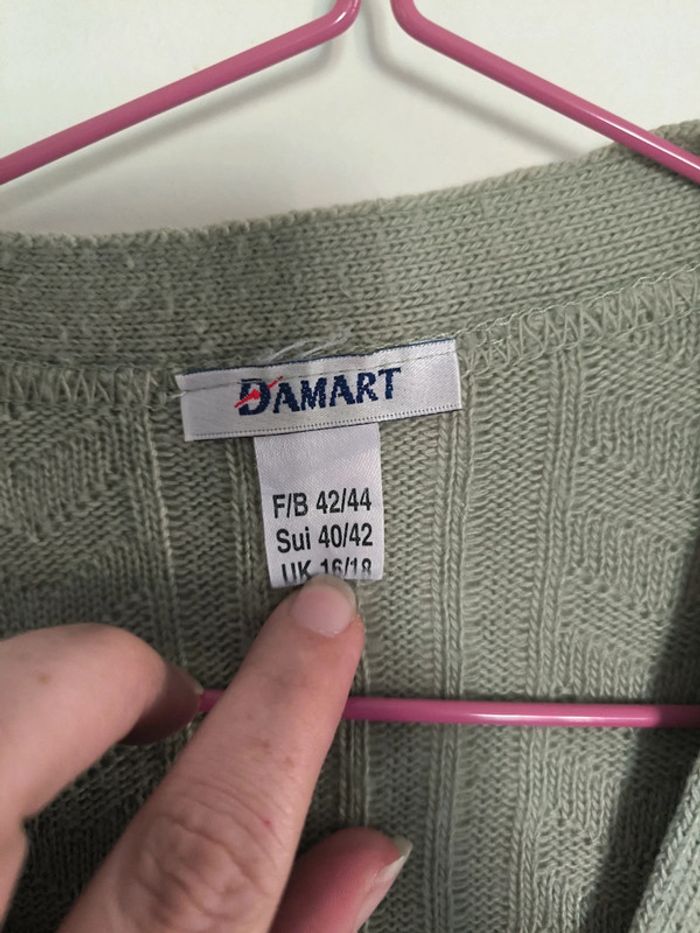 DAMART
F/B 42/44
Sui 40/42
UK 16/18